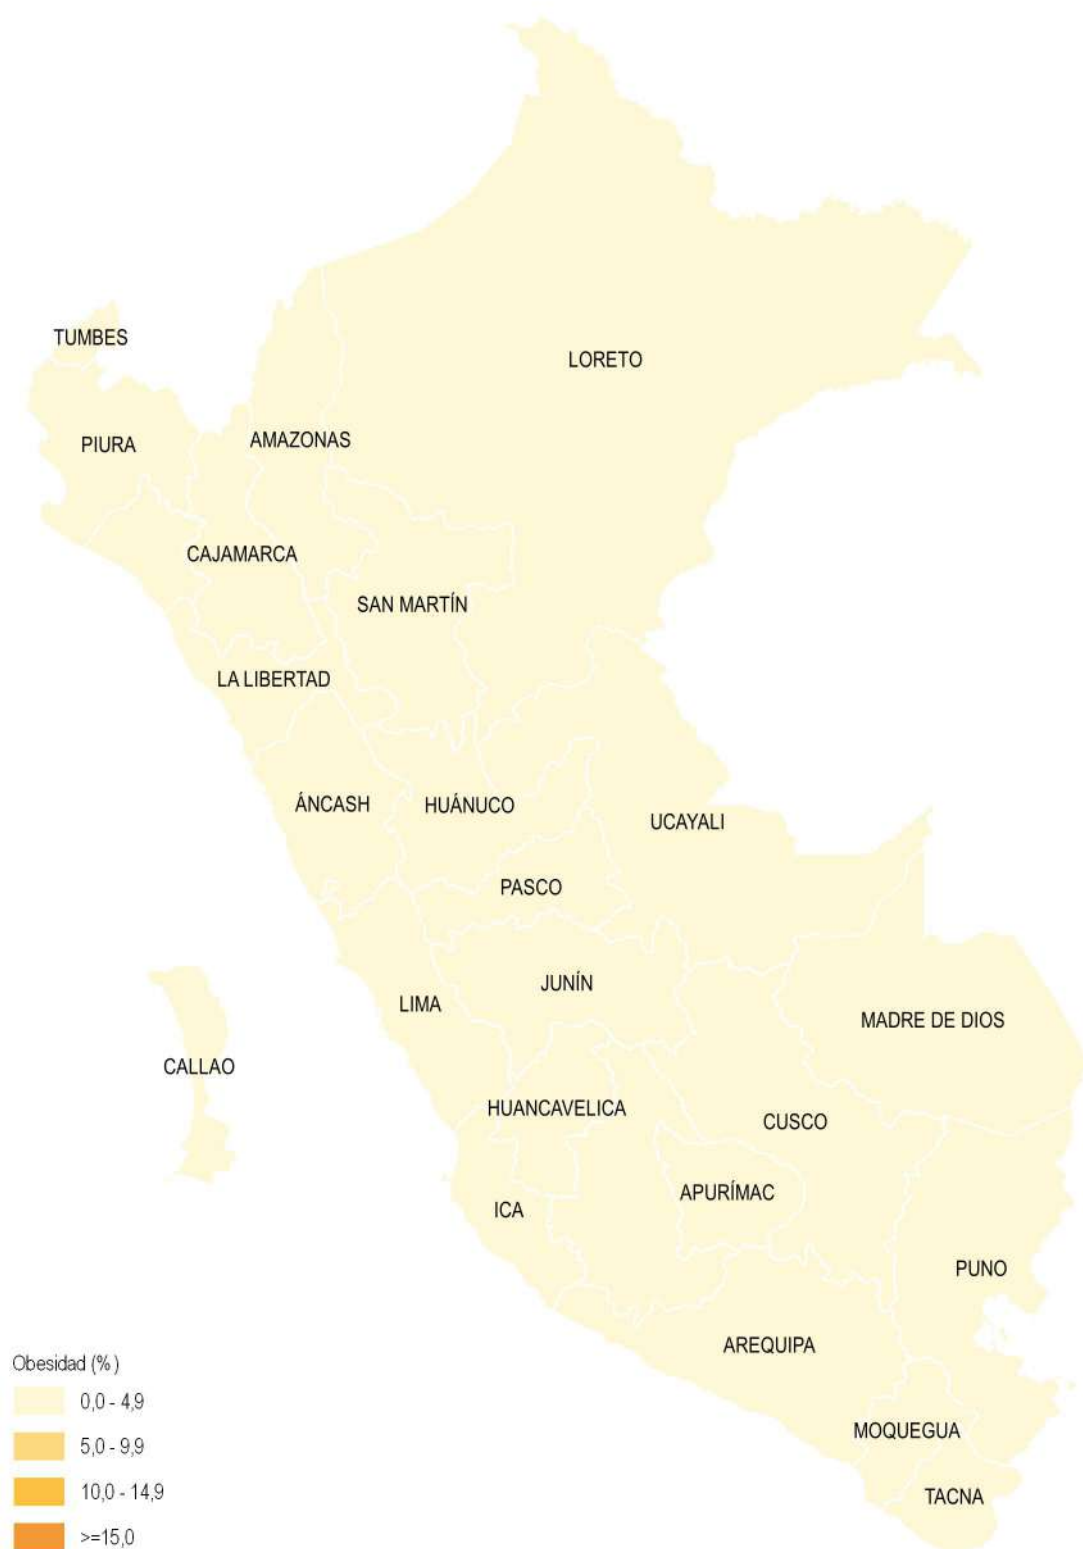 TUMBES
LORETO
AMAZONAS
PIURA
CAJAMARCA
SAN MARTÍN
LA LIBERTAD
ÁNCASH
HUÁNUCO
UCAYALI
PASCO
JUNÍN
LIMA
MADRE DE DIOS
CALLAO
HUANCAVELICA
CUSCO
APURÍMAC
ICA
PUNO
AREQUIPA
MOQUEGUA
TACNA
Obesidad (%)
0,0 - 4,9
5,0 - 9,9
10,0 - 14,9
>=15,0